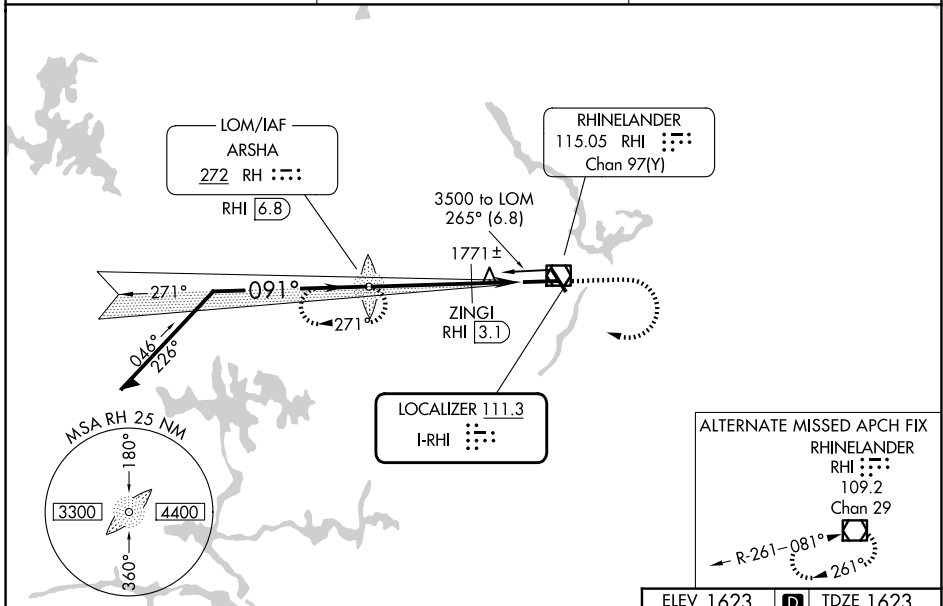 LOM/IAF
ARSHA
272 RH
RHI 6.8
RHINELANDER
115.05 RHI
Chan 97(Y)
3500 to LOM
265° (6.8)
1771±
271°
091°
271°
ZINGI
RHI 3.1
046°
226°
LOCALIZER 111.3
I-RHI
MSA RH 25 NM
180°
3300
4400
360°
ALTERNATE MISSED APCH FIX
RHINELANDER
RHI
109.2
Chan 29
R-261
081°
261°
ELEV 1623 D TDZE 1623